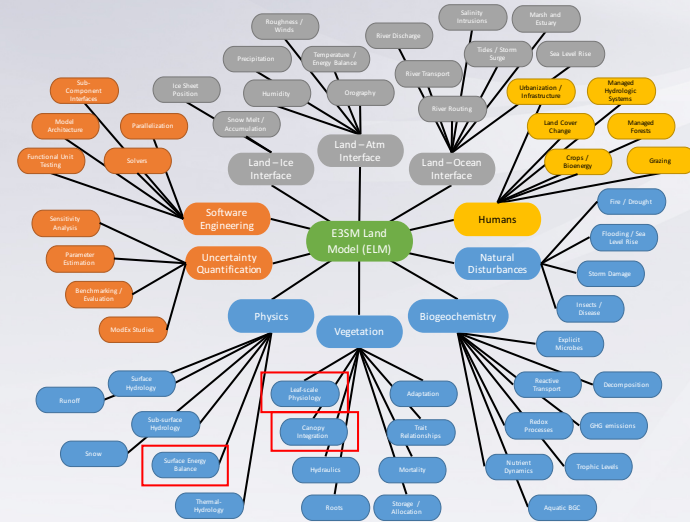 Roughness /
Winds
Salinity
Intrusions
Marsh and
Estuary
River Discharge
Precipitation
Temperature /
Energy Balance
Tides / Storm
Surge
Sea Level Rise
Sub-
Component
Interfaces
Ice Sheet
Position
Humidity
Orography
River Transport
Urbanization /
Infrastructure
Managed
Hydrologic
Systems
Model
Architecture
Parallelization
Snow Melt /
Accumulation
River Routing
Land Cover
Change
Managed
Forests
Functional Unit
Testing
Solvers
Land – Ice
Interface
Land – Atm
Interface
Land – Ocean
Interface
Crops /
Bioenergy
Grazing
Software
Engineering
E3SM Land
Model (ELM)
Humans
Fire / Drought
Sensitivity
Analysis
Flooding / Sea
Level Rise
Parameter
Estimation
Uncertainty
Quantification
Natural
Disturbances
Storm Damage
Benchmarking /
Evaluation
Insects /
Disease
ModEx Studies
Physics
Vegetation
Biogeochemistry
Explicit
Microbes
Surface
Hydrology
Leaf-scale
Physiology
Adaptation
Reactive
Transport
Decomposition
Runoff
Sub-surface
Hydrology
Canopy
Integration
Trait
Relationships
Redox
Processes
GHG emissions
Snow
Surface Energy
Balance
Hydraulics
Mortality
Nutrient
Dynamics
Trophic Levels
Thermal-
Hydrology
Roots
Storage /
Allocation
Aquatic BGC